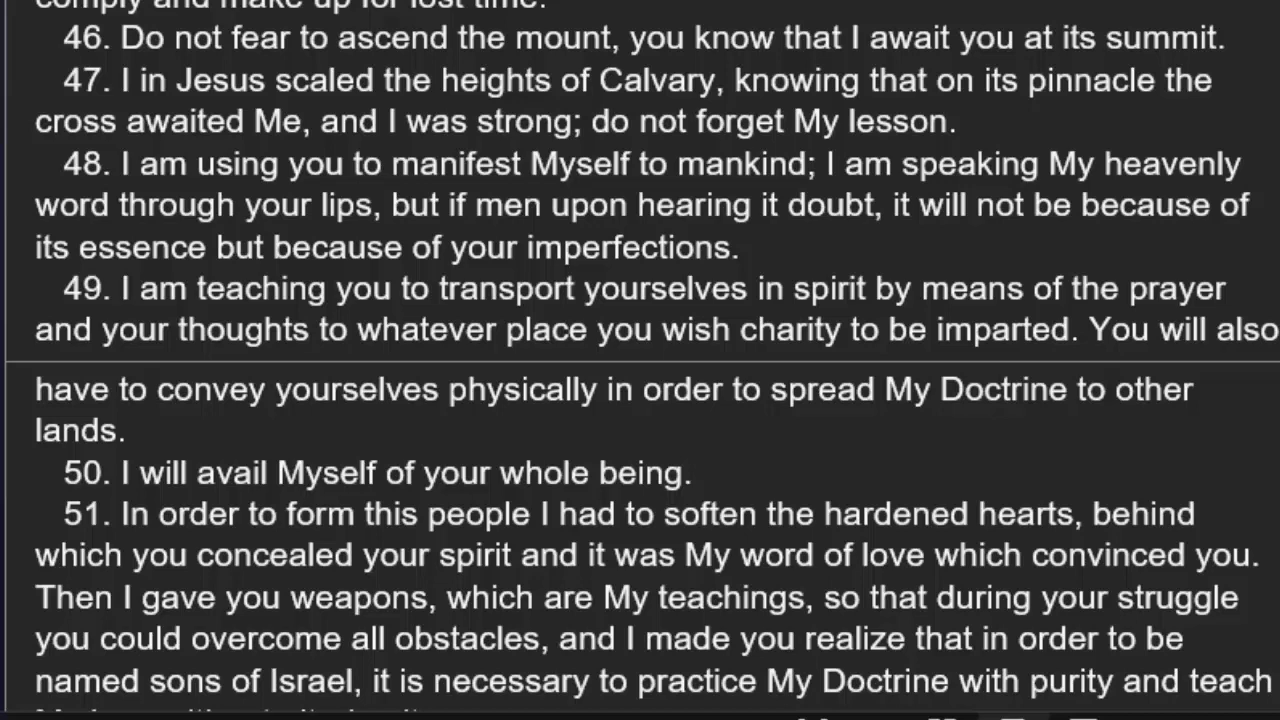 comply and make up for lost time.
46. Do not fear to ascend the mount, you know that I await you at its summit.
47. I in Jesus scaled the heights of Calvary, knowing that on its pinnacle the
cross awaited Me, and I was strong; do not forget My lesson.
48. I am using you to manifest Myself to mankind; I am speaking My heavenly
word through your lips, but if men upon hearing it doubt, it will not be because of
its essence but because of your imperfections.
49. I am teaching you to transport yourselves in spirit by means of the prayer
and your thoughts to whatever place you wish charity to be imparted. You will also
have to convey yourselves physically in order to spread My Doctrine to other
lands.
50. I will avail Myself of your whole being.
51. In order to form this people I had to soften the hardened hearts, behind
which you concealed your spirit and it was My word of love which convinced you.
Then I gave you weapons, which are My teachings, so that during your struggle
you could overcome all obstacles, and I made you realize that in order to be
named sons of Israel, it is necessary to practice My Doctrine with purity and teach